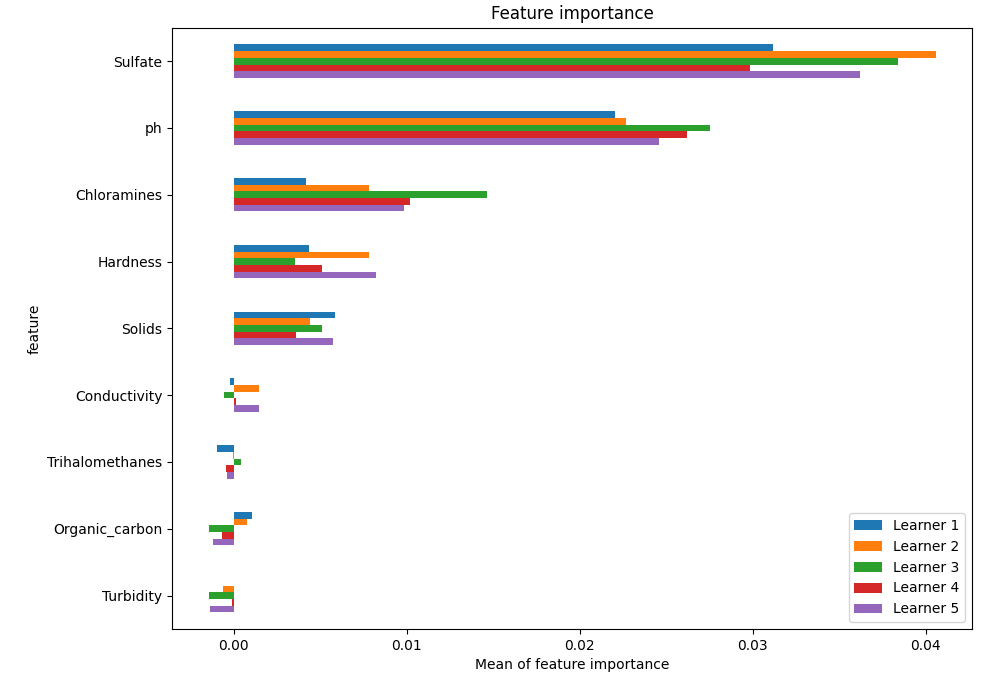 Feature importance
Sulfate
ph
Chloramines
Hardness
Solids
Conductivity
Trihalomethanes
Organic_carbon
Turbidity
feature
Learner 1
Learner 2
Learner 3
Learner 4
Learner 5
0.00 0.01 0.02 0.03 0.04
Mean of feature importance